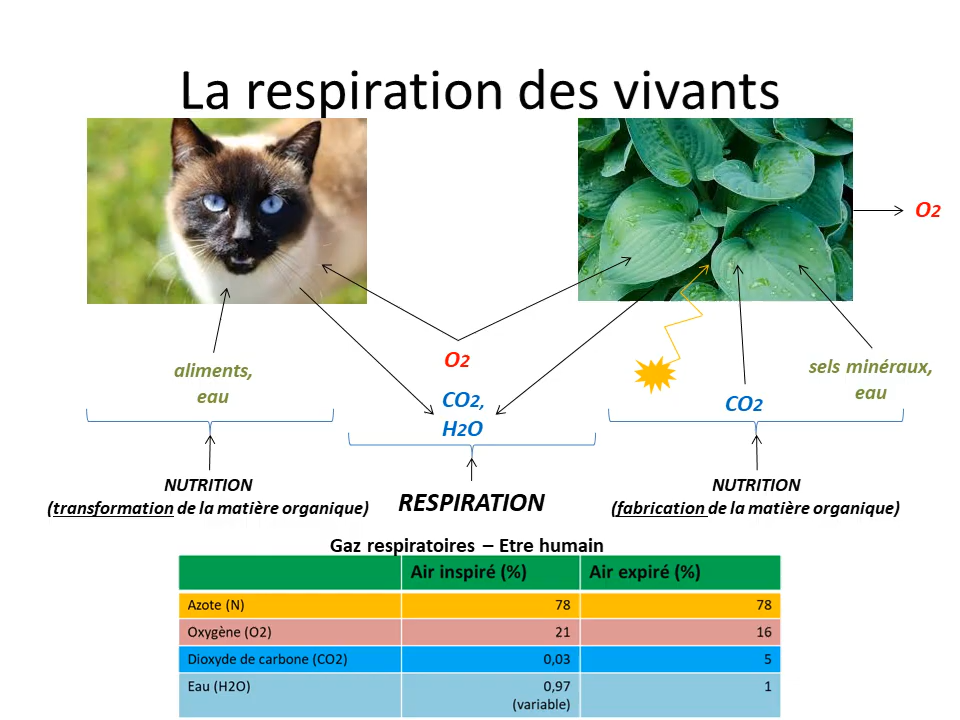 La respiration des vivants
O2
O2
aliments,
eau
CO2,
H2O
CO2
sels minéraux,
eau
NUTRITION
(transformation de la matière organique)
RESPIRATION
NUTRITION
(fabrication de la matière organique)
Gaz respiratoires – Etre humain
Air inspiré (%) Air expiré (%)
Azote (N) 78 78
Oxygène (O2) 21 16
Dioxyde de carbone (CO2) 0,03 5
Eau (H2O) 0,97 1
(variable)